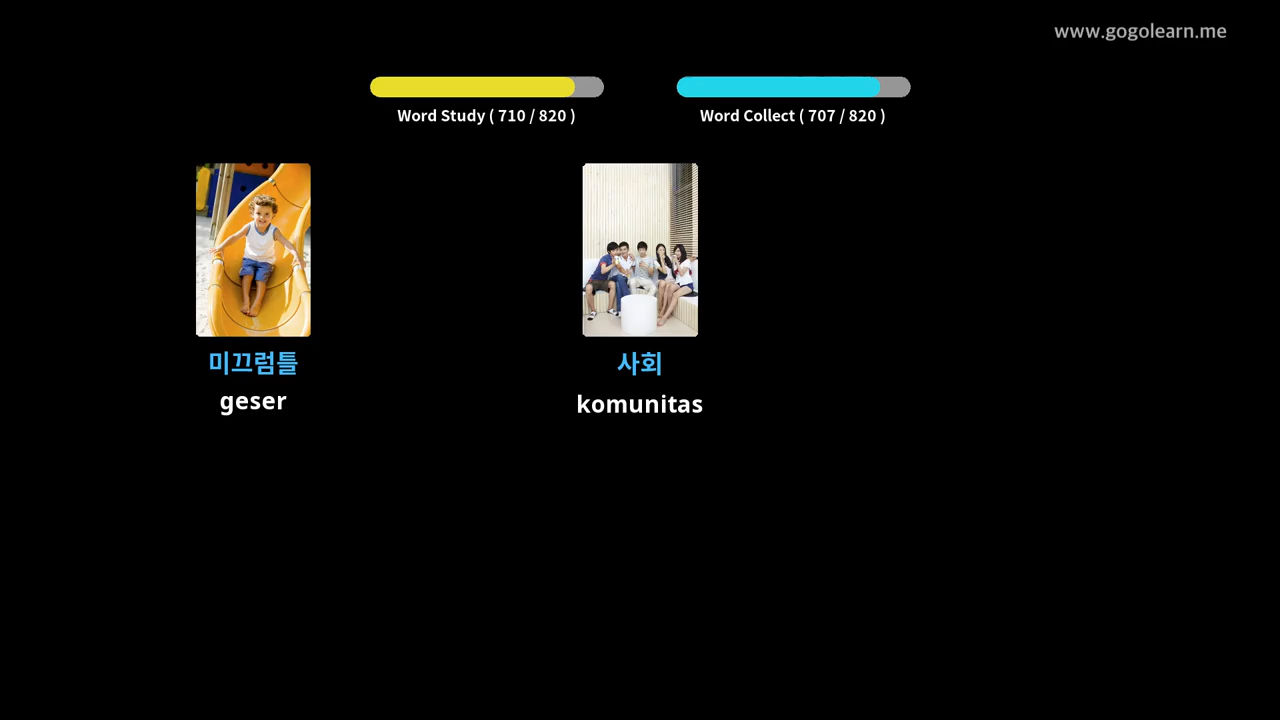 www.gogolearn.me
Word Study ( 710 / 820 )
Word Collect ( 707 / 820 )
미끄럼틀
geser
사회
komunitas